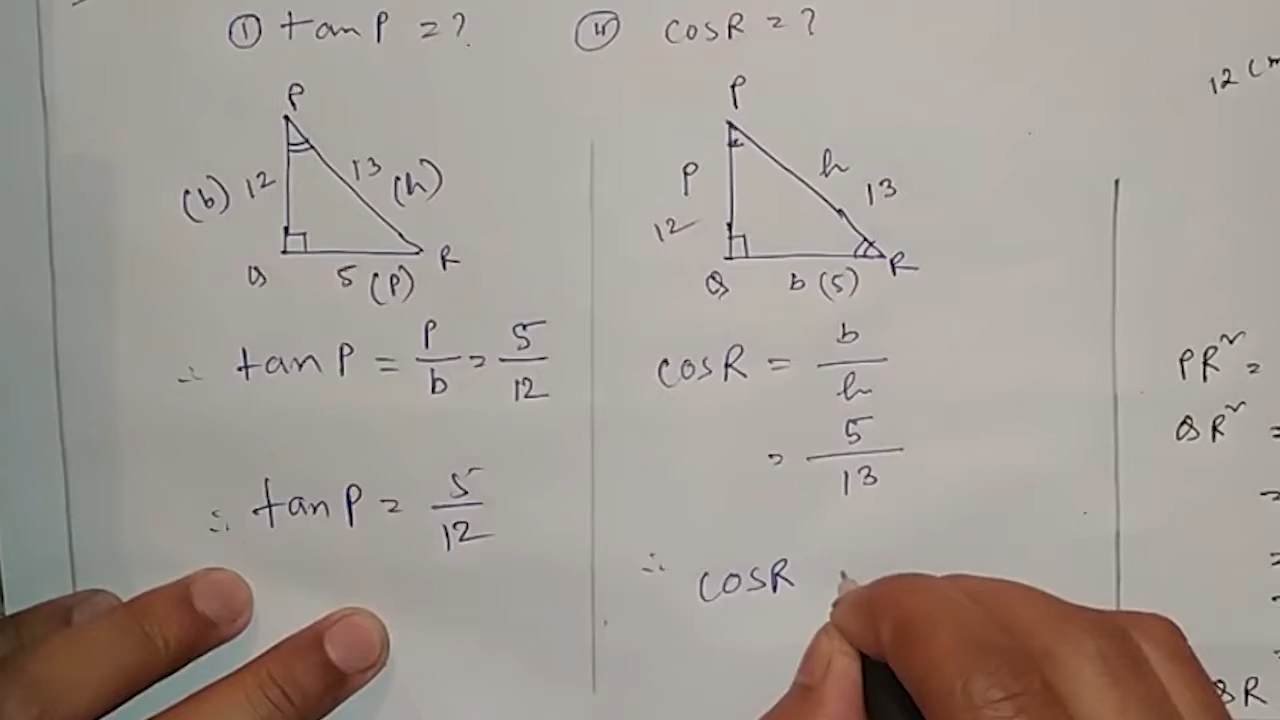 ① tan P = ? ② cos R = ?
P
(b) 12 13 (h)
Q 5 (P) R
∴ tan P = P/b = 5/12
∴ tan P = 5/12
P
P h
12 13
Q b (5) R
cos R = b/h
= 5/13
∴ cos R
12 cm
PR² =
QR² =
=
=
QR